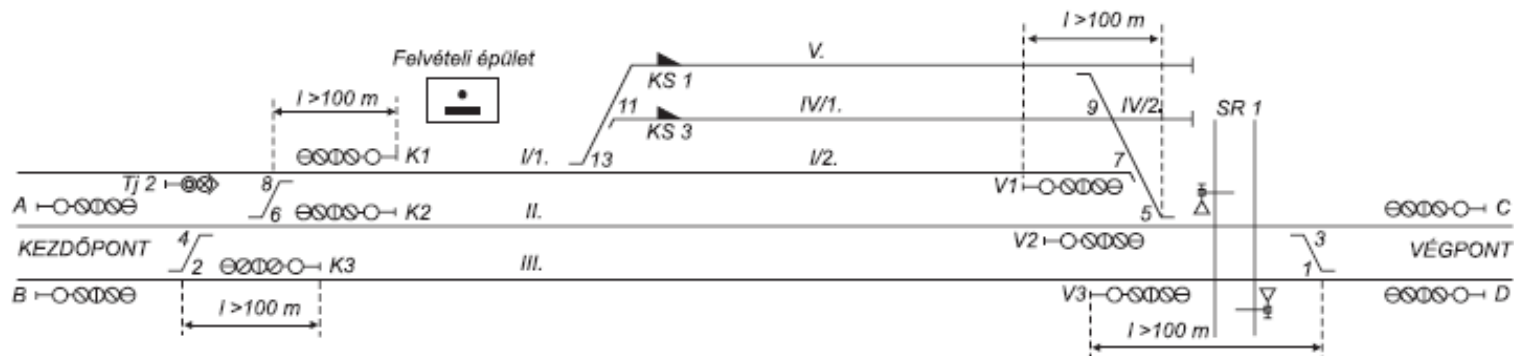 l >100 m
V.
Felvételi épület
KS 1
l >100 m
11
IV/1.
9
IV/2.
SR 1
KS 3
K1
I/1.
13
I/2.
7
Tj 2
8
V1
A
6
K2
II.
5
C
KEZDŐPONT
4
V2
3
VÉGPONT
2
K3
III.
1
B
V3
D
l >100 m
l >100 m